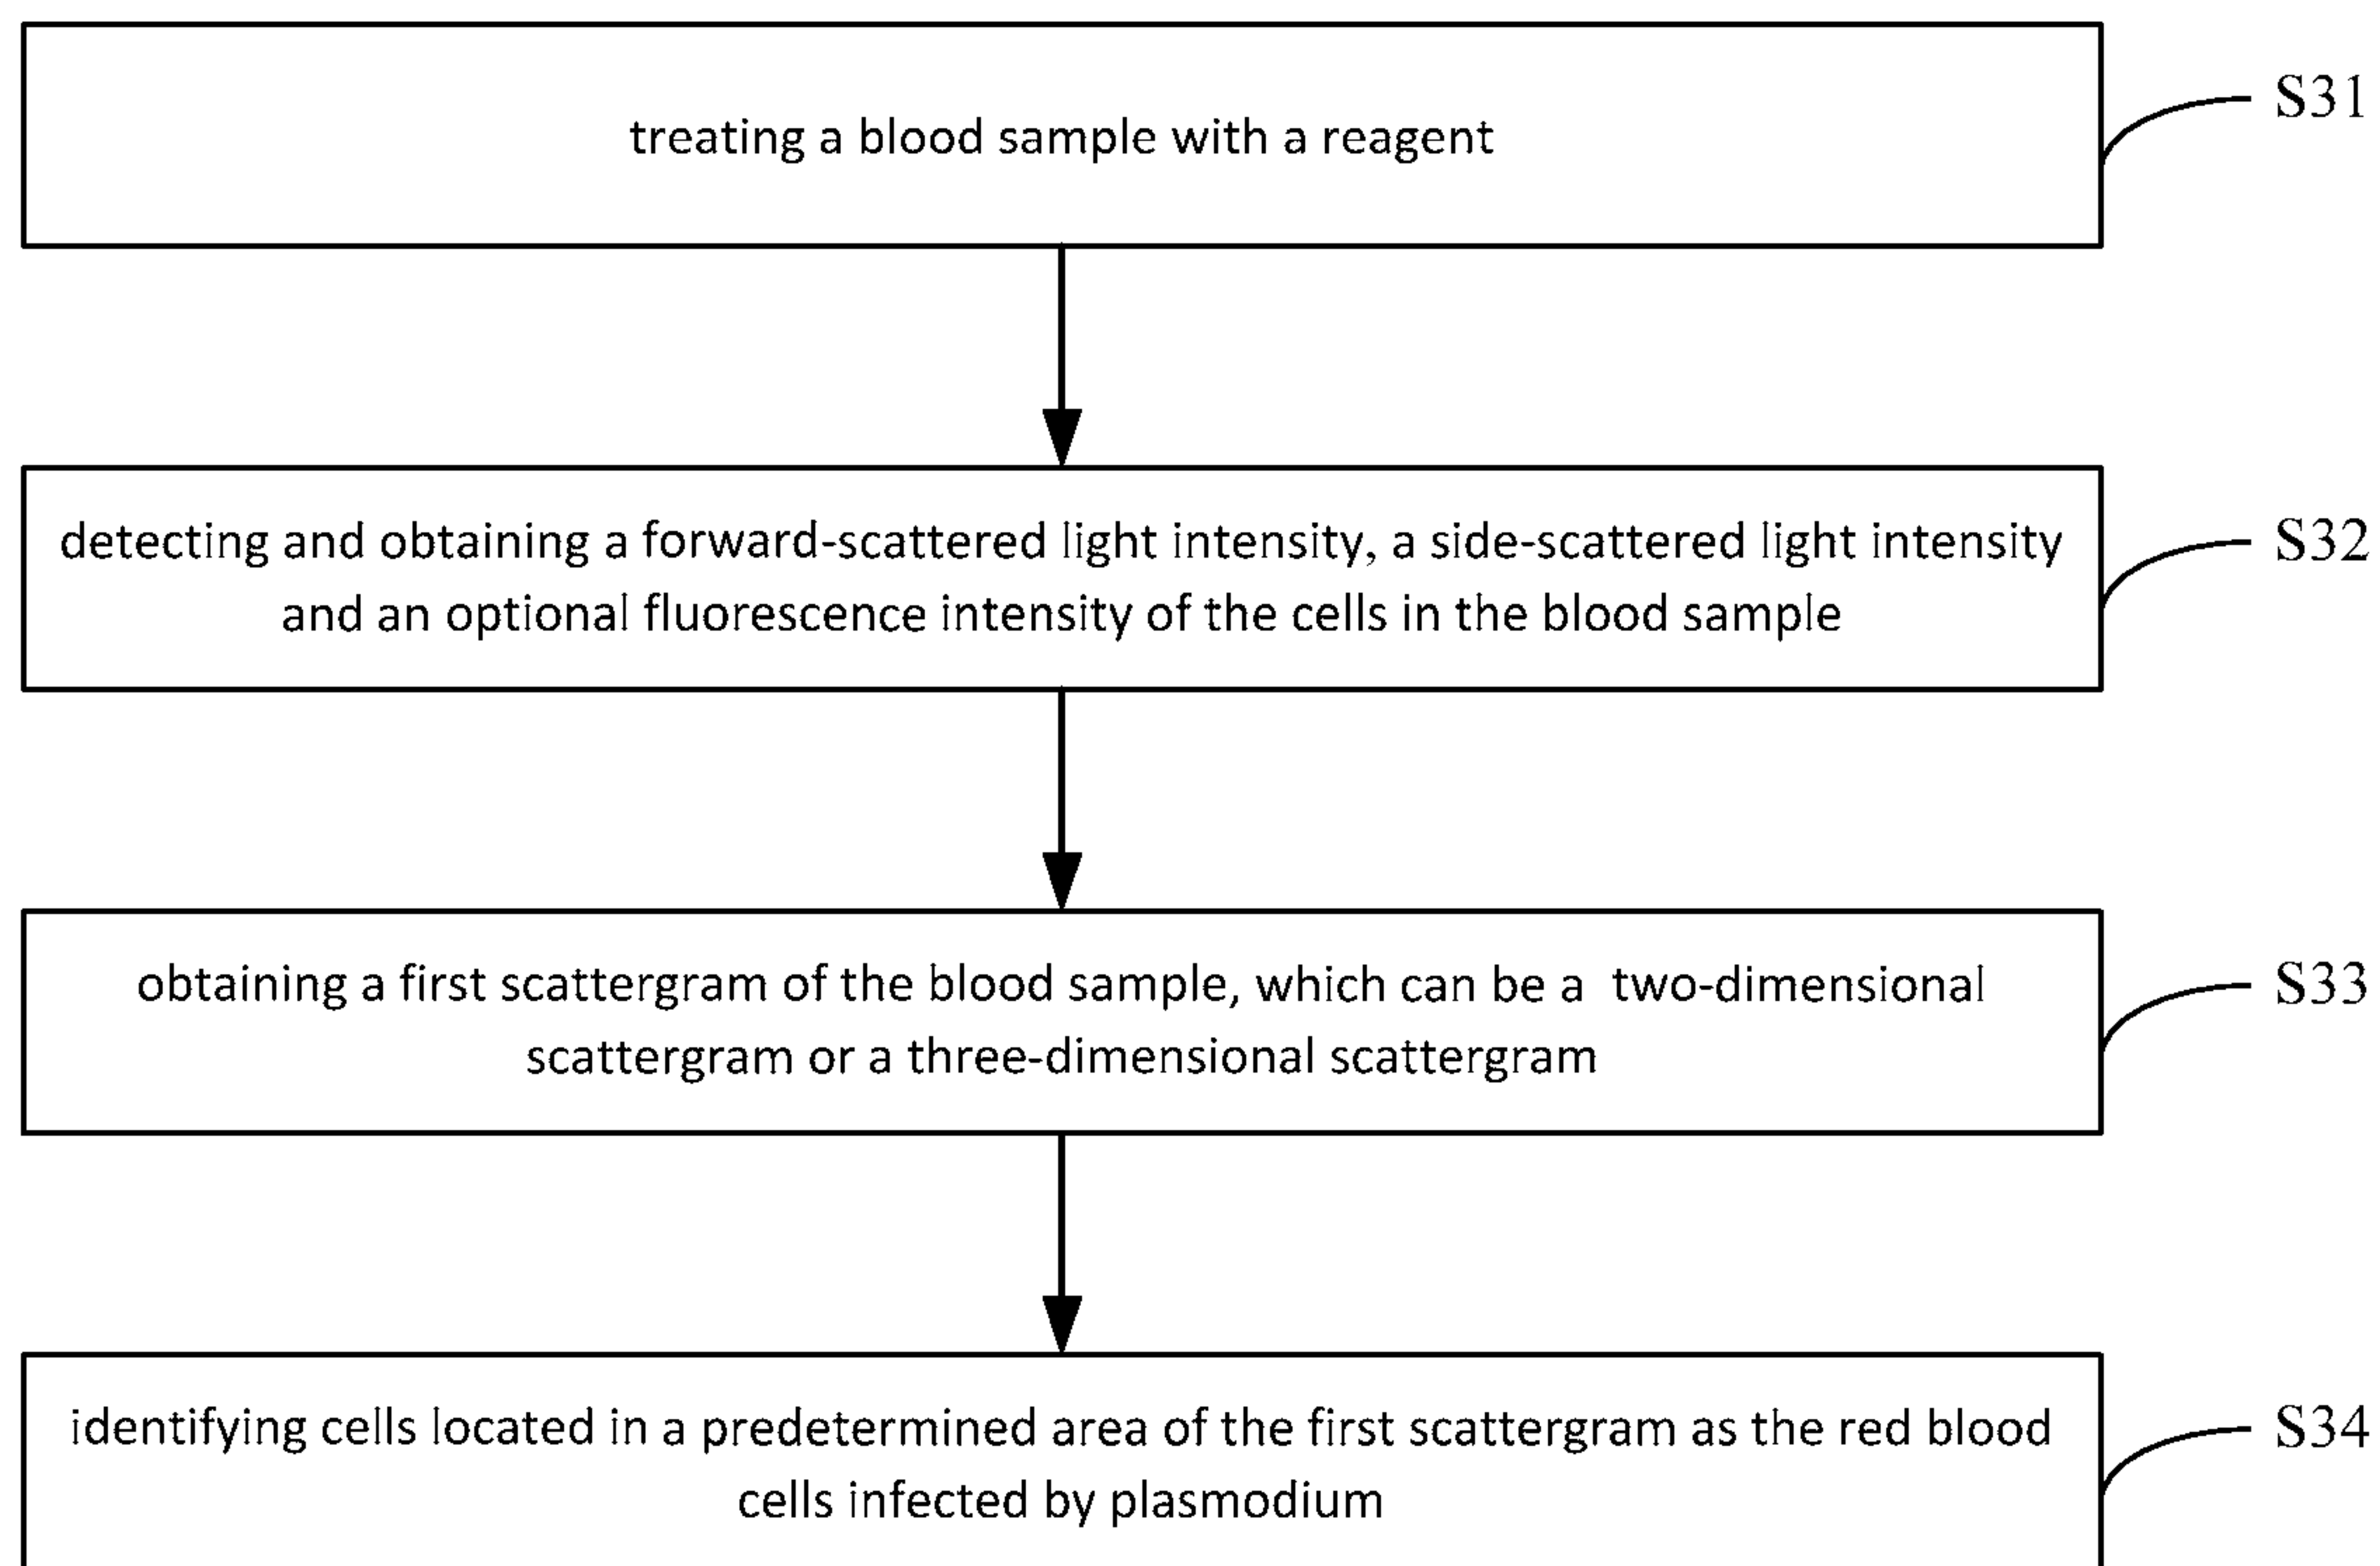 treating a blood sample with a reagent
S31
detecting and obtaining a forward-scattered light intensity, a side-scattered light intensity
and an optional fluorescence intensity of the cells in the blood sample
S32
obtaining a first scattergram of the blood sample, which can be a two-dimensional
scattergram or a three-dimensional scattergram
S33
identifying cells located in a predetermined area of the first scattergram as the red blood
cells infected by plasmodium
S34